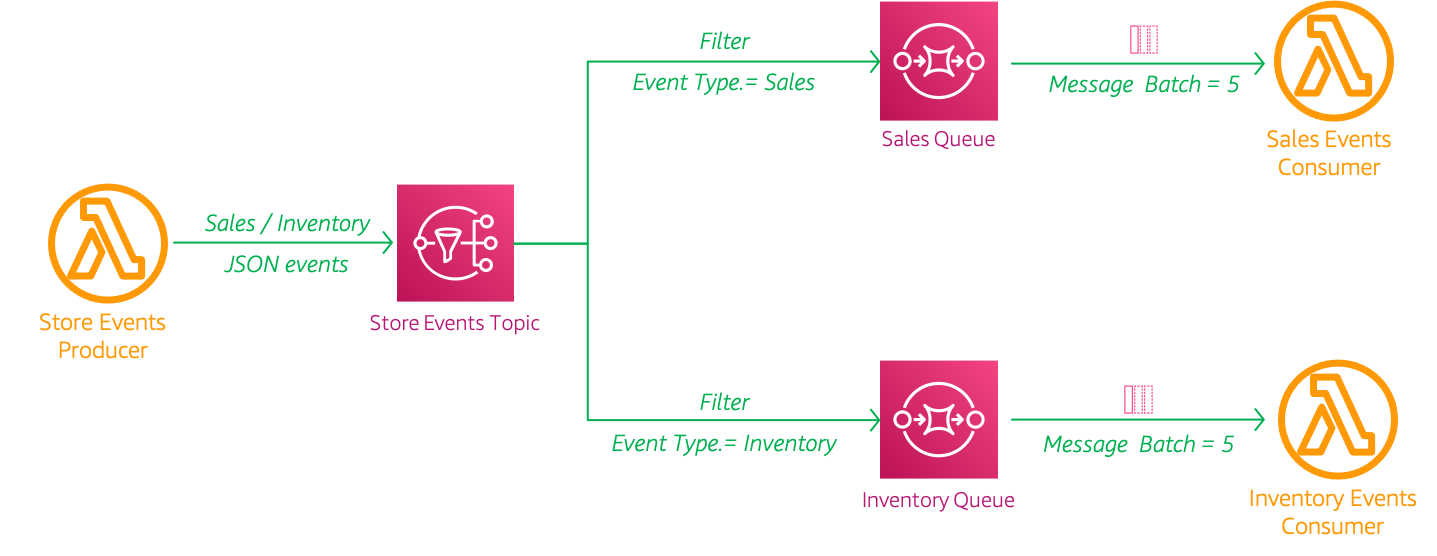 Filter
Event Type.= Sales
Sales Queue
Message  Batch = 5
Sales Events
Consumer
Store Events
Producer
Sales / Inventory
JSON events
Store Events Topic
Filter
Event Type.= Inventory
Inventory Queue
Message  Batch = 5
Inventory Events
Consumer